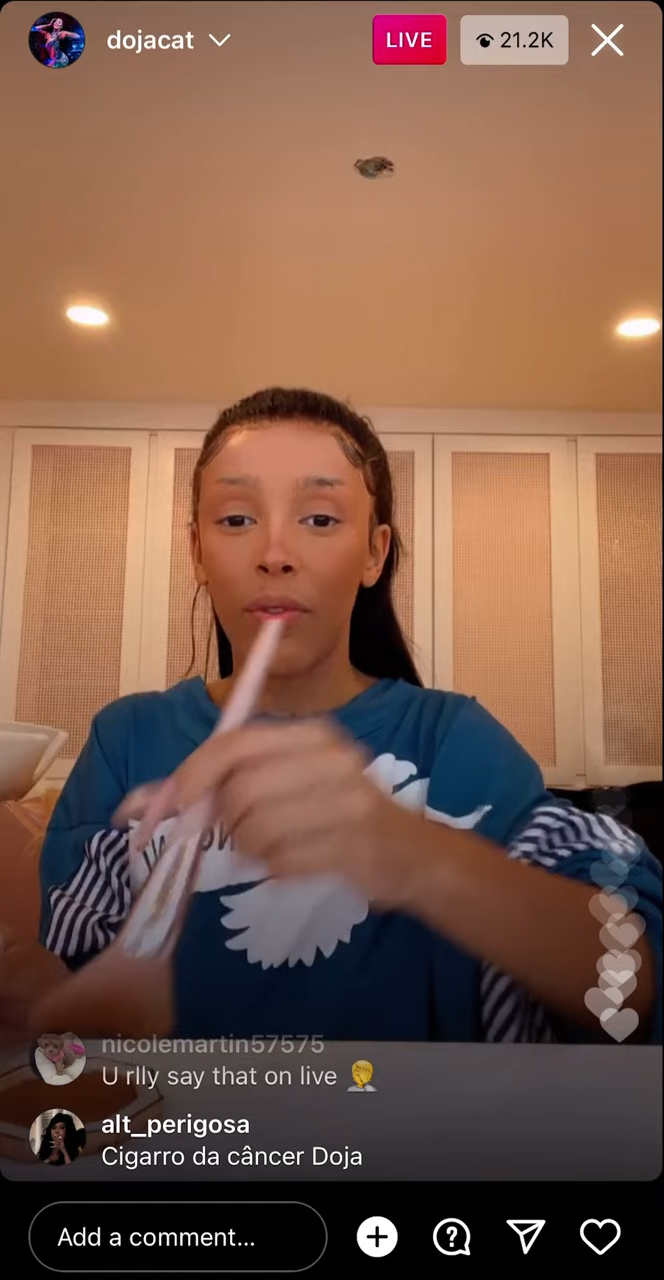 dojacat
LIVE
21.2K
nicolemartin57575
U rlly say that on live 🤦
alt_perigosa
Cigarro da câncer Doja
Add a comment...